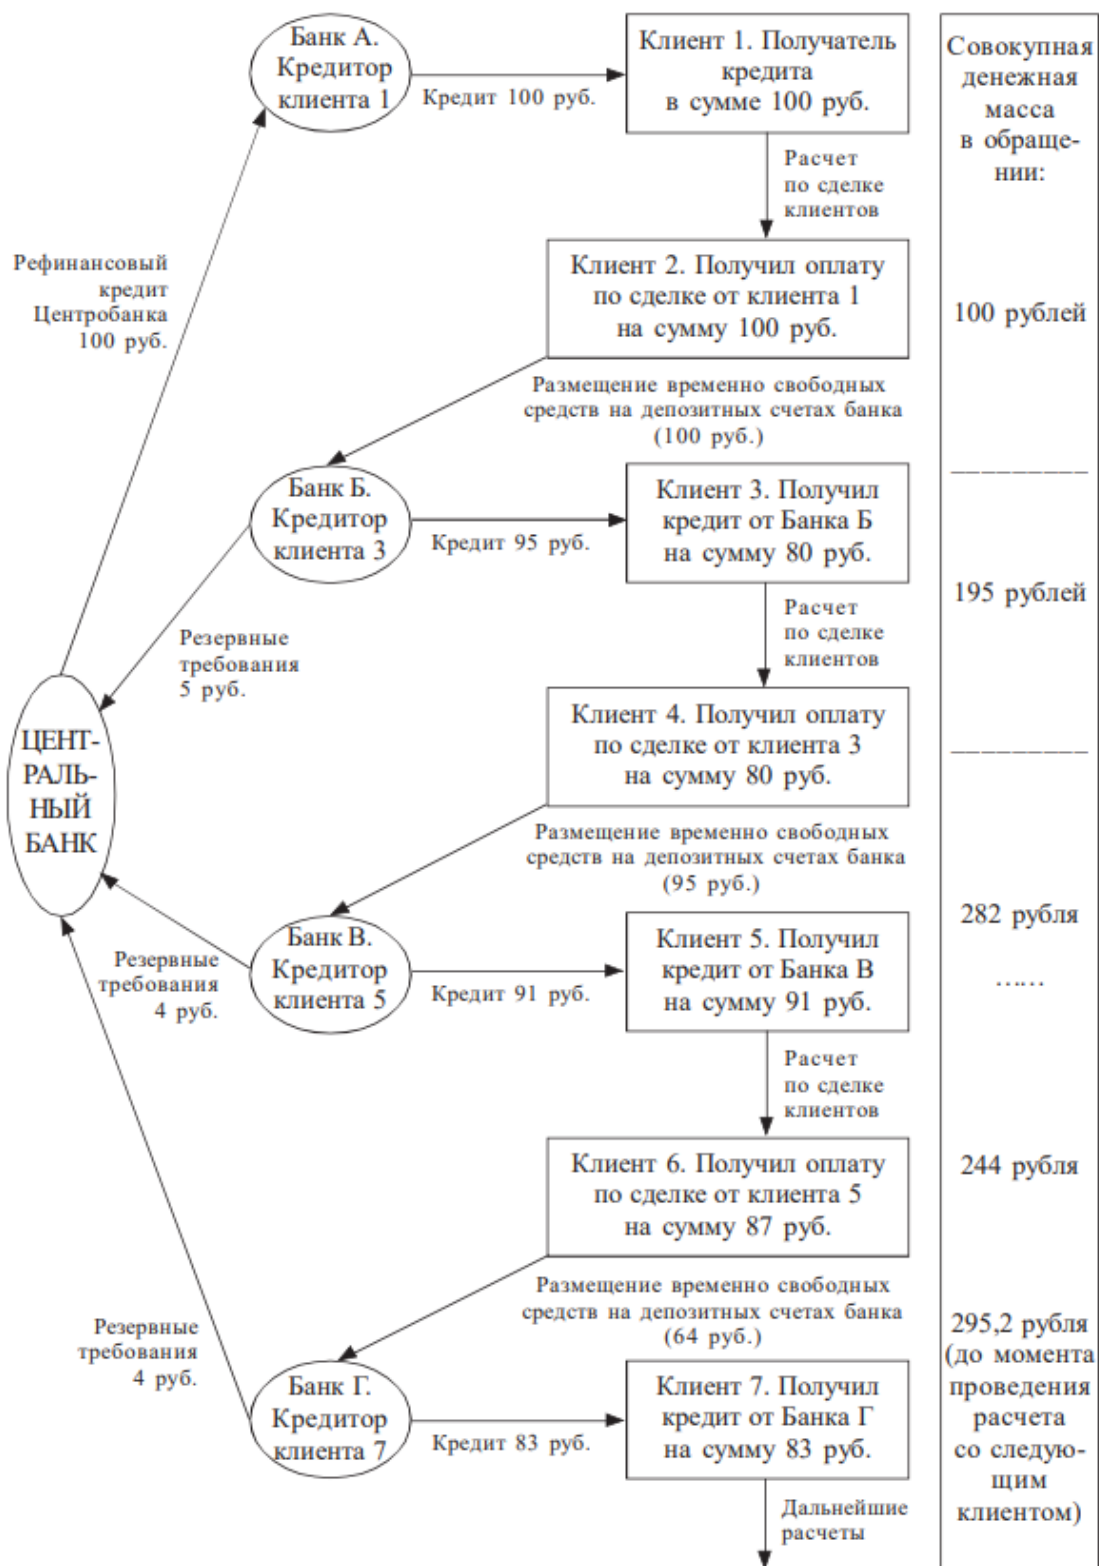 Банк А.
Кредитор
клиента 1
Кредит 100 руб.
Клиент 1. Получатель
кредита
в сумме 100 руб.
Совокупная
денежная
масса
в обраще-
нии:
Расчет
по сделке
клиентов
Рефинансовый
кредит
Центробанка
100 руб.
Клиент 2. Получил оплату
по сделке от клиента 1
на сумму 100 руб.
100 рублей
Размещение временно свободных
средств на депозитных счетах банка
(100 руб.)
Банк Б.
Кредитор
клиента 3
Кредит 95 руб.
Клиент 3. Получил
кредит от Банка Б
на сумму 80 руб.
195 рублей
Резервные
требования
5 руб.
Расчет
по сделке
клиентов
ЦЕНТ-
РАЛЬ-
НЫЙ
БАНК
Клиент 4. Получил оплату
по сделке от клиента 3
на сумму 80 руб.
Размещение временно свободных
средств на депозитных счетах банка
(95 руб.)
282 рубля
……
Резервные
требования
4 руб.
Банк В.
Кредитор
клиента 5
Кредит 91 руб.
Клиент 5. Получил
кредит от Банка В
на сумму 91 руб.
Расчет
по сделке
клиентов
Клиент 6. Получил оплату
по сделке от клиента 5
на сумму 87 руб.
244 рубля
Размещение временно свободных
средств на депозитных счетах банка
(64 руб.)
Резервные
требования
4 руб.
Банк Г.
Кредитор
клиента 7
Кредит 83 руб.
Клиент 7. Получил
кредит от Банка Г
на сумму 83 руб.
295,2 рубля
(до момента
проведения
расчета
со следую-
щим
клиентом)
Дальнейшие
расчеты